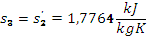 s₃ = s₂' = 1,7764 kJ/kgK